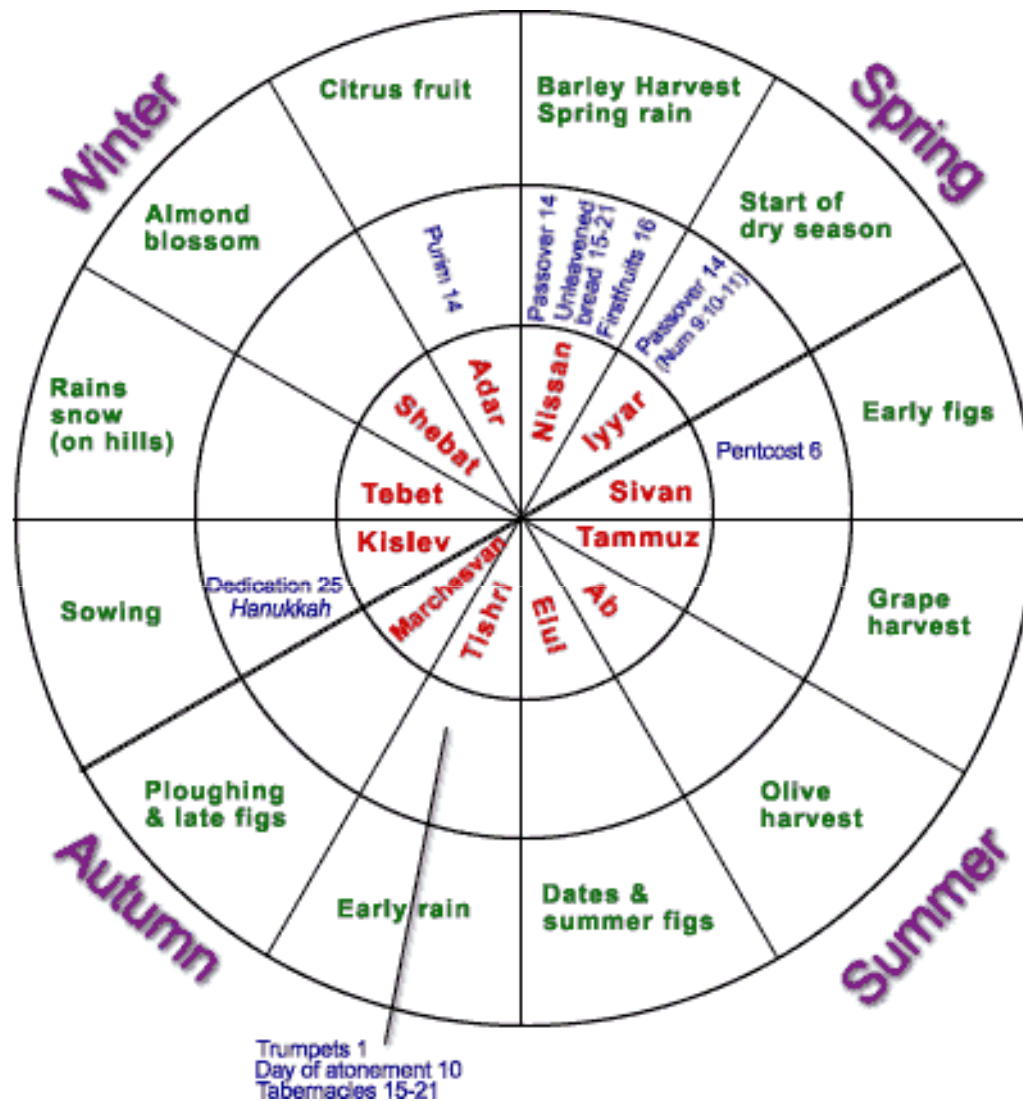 Winter
Spring
Citrus fruit
Barley Harvest
Spring rain
Almond
blossom
Start of
dry season
Purim 14
Passover 14
Unleavened
bread 15-21
Firstfruits 16
Passover 14
(Num 9:10-11)
Rains
snow
(on hills)
Early figs
Adar
Nissan
Shebat
Iyyar
Pentcost 6
Tebet
Sivan
Kislev
Tammuz
Marchesvan
Tishri
Elul
Ab
Dedication 25
Hanukkah
Sowing
Grape
harvest
Ploughing
& late figs
Olive
harvest
Early rain
Dates &
summer figs
Autumn
Summer
Trumpets 1
Day of atonement 10
Tabernacles 15-21